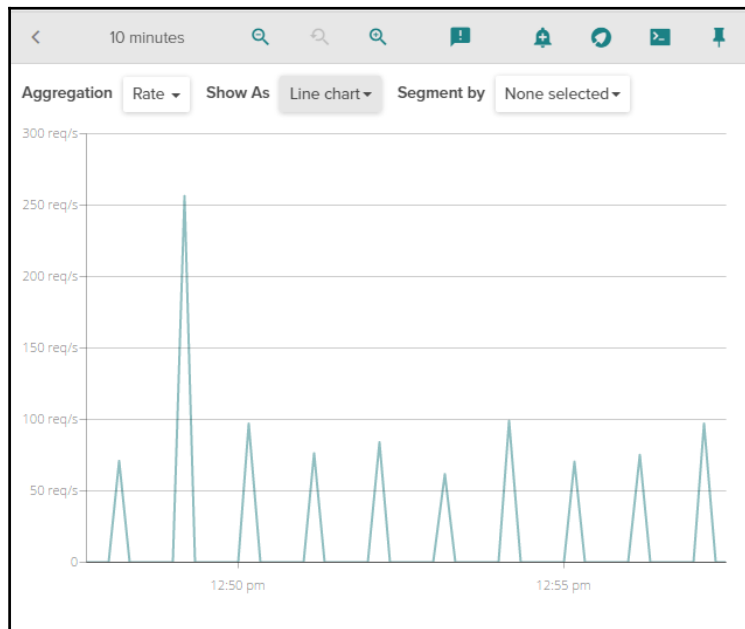 10 minutes
Aggregation Rate Show As Line chart Segment by None selected
300 req/s
250 req/s
200 req/s
150 req/s
100 req/s
50 req/s
0
12:50 pm 12:55 pm